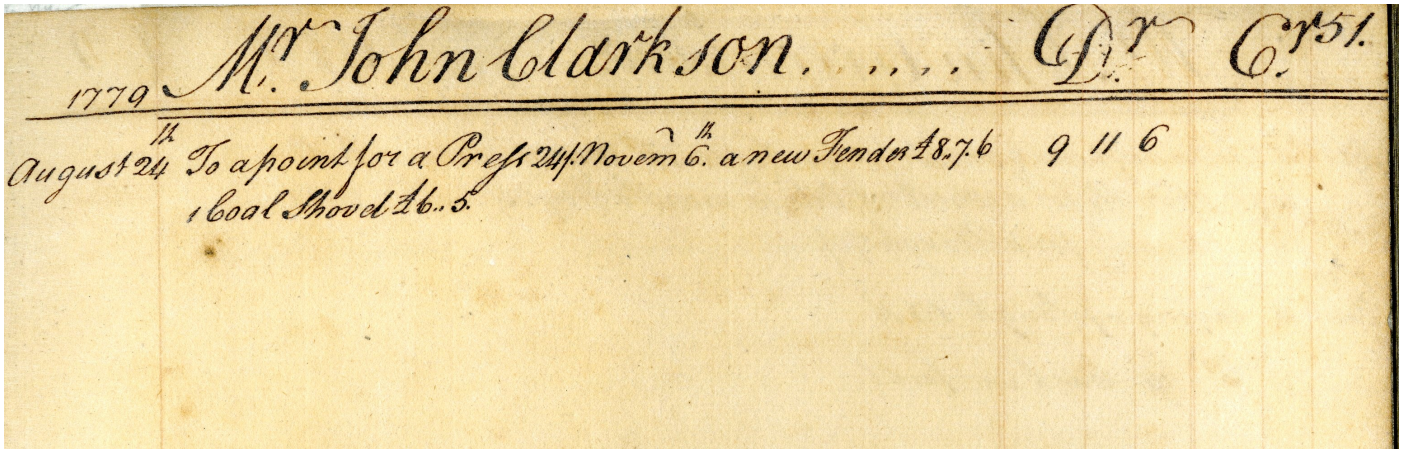 Mr. John Clarkson. . . . . . Dr. Cr. 51.
1779
August 24th To a point for a Press 24/. Novem 6th. a new Fender £8..7..6 9 11 6
1 Coal Shovel £6..5.